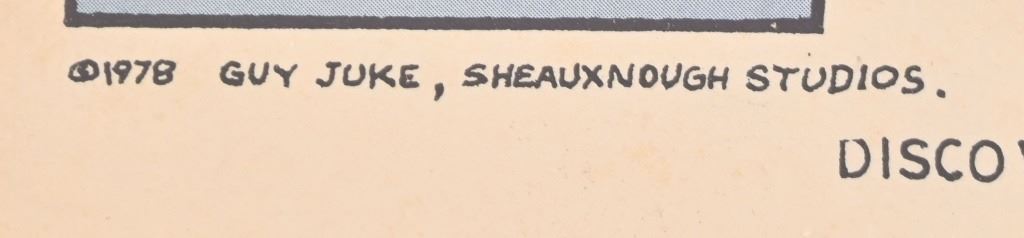 ©1978 GUY JUKE, SHEAUXNOUGH STUDIOS.
DISCO